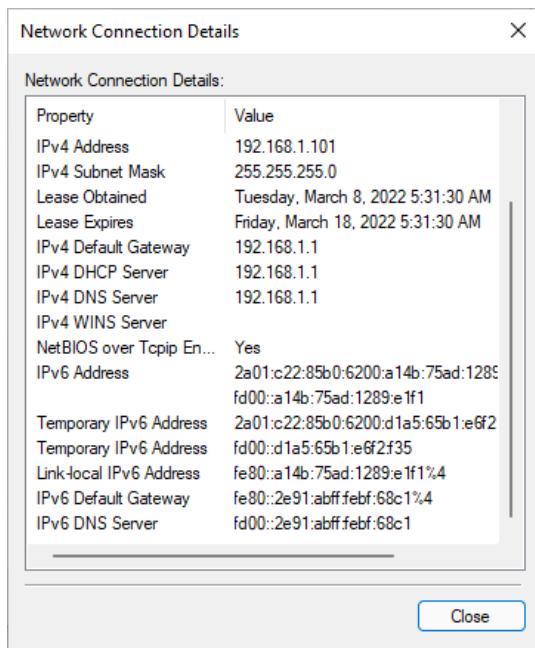 Network Connection Details
Network Connection Details:
Property Value
IPv4 Address 192.168.1.101
IPv4 Subnet Mask 255.255.255.0
Lease Obtained Tuesday, March 8, 2022 5:31:30 AM
Lease Expires Friday, March 18, 2022 5:31:30 AM
IPv4 Default Gateway 192.168.1.1
IPv4 DHCP Server 192.168.1.1
IPv4 DNS Server 192.168.1.1
IPv4 WINS Server
NetBIOS over Tcpip En... Yes
IPv6 Address 2a01:c22:85b0:6200:a14b:75ad:1289
fd00::a14b:75ad:1289:e1f1
Temporary IPv6 Address 2a01:c22:85b0:6200:d1a5:65b1:e6f2
Temporary IPv6 Address fd00::d1a5:65b1:e6f2:f35
Link-local IPv6 Address fe80::a14b:75ad:1289:e1f1%4
IPv6 Default Gateway fe80::2e91:abff:febf:68c1%4
IPv6 DNS Server fd00::2e91:abff:febf:68c1
Close